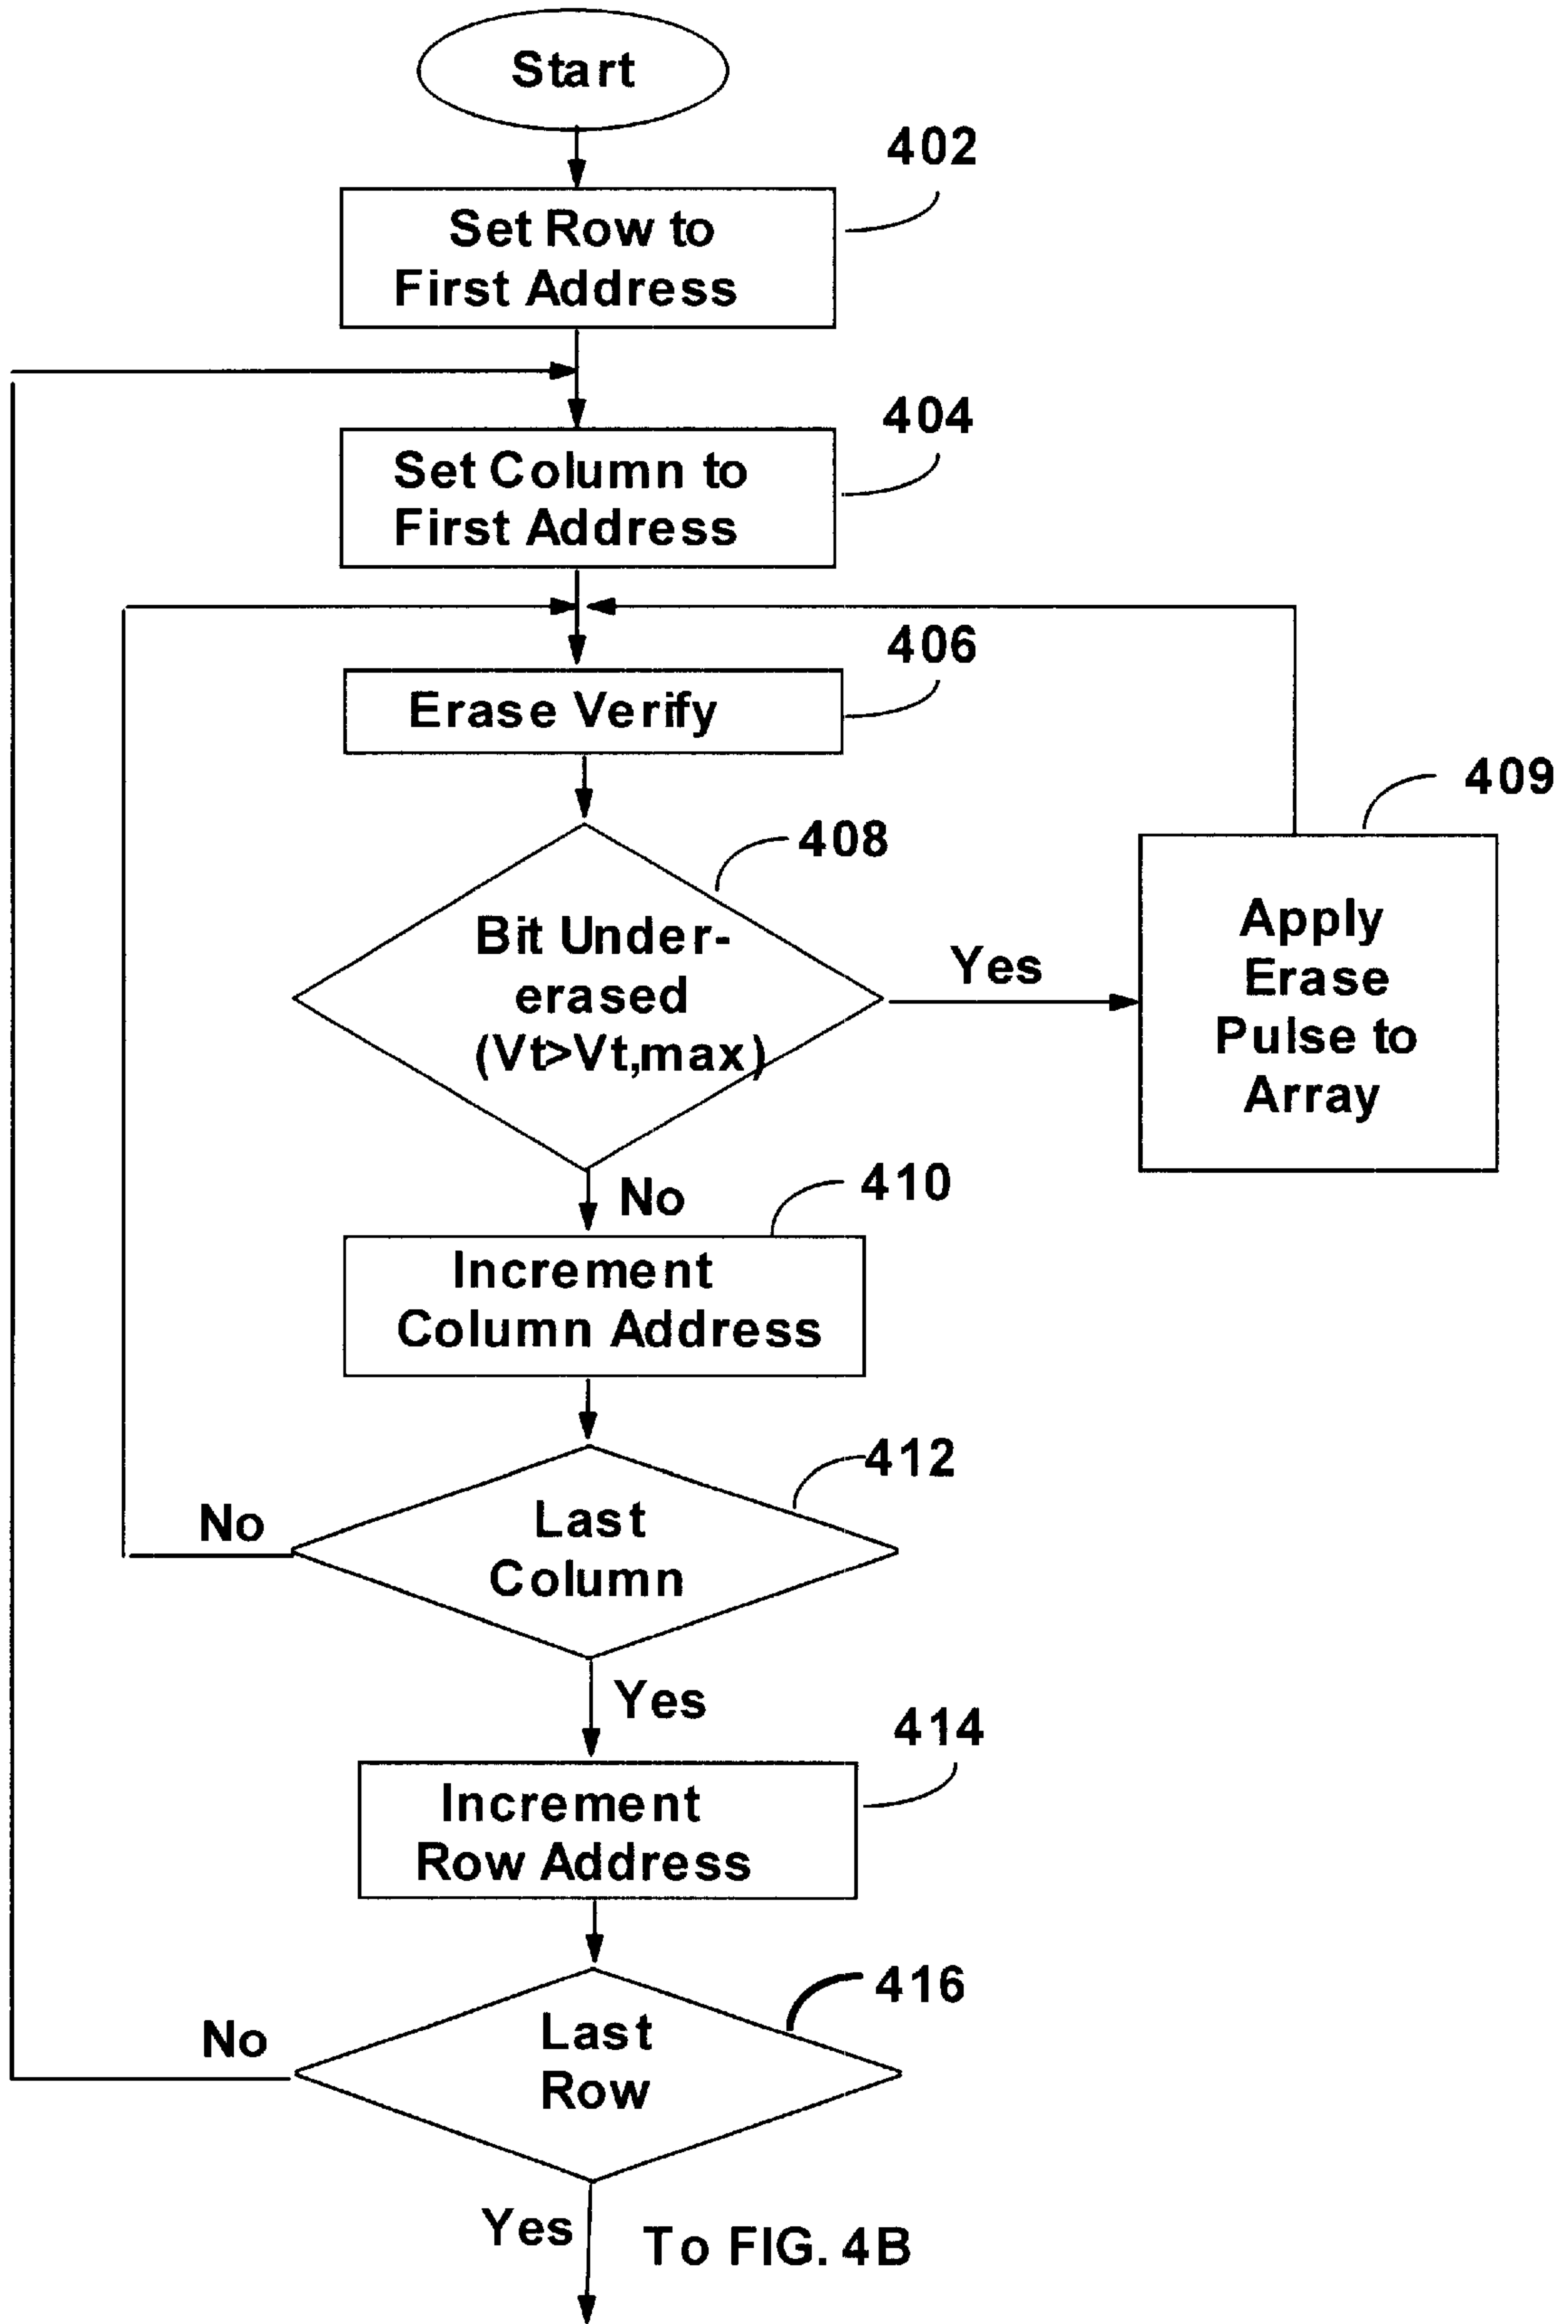 Start
402
Set Row to
First Address
404
Set Column to
First Address
406
Erase Verify
408
Bit Under-
erased
(Vt>Vt,max)
Yes
409
Apply
Erase
Pulse to
Array
No
410
Increment
Column Address
412
Last
Column
No
Yes
414
Increment
Row Address
416
Last
Row
No
Yes
To FIG. 4B